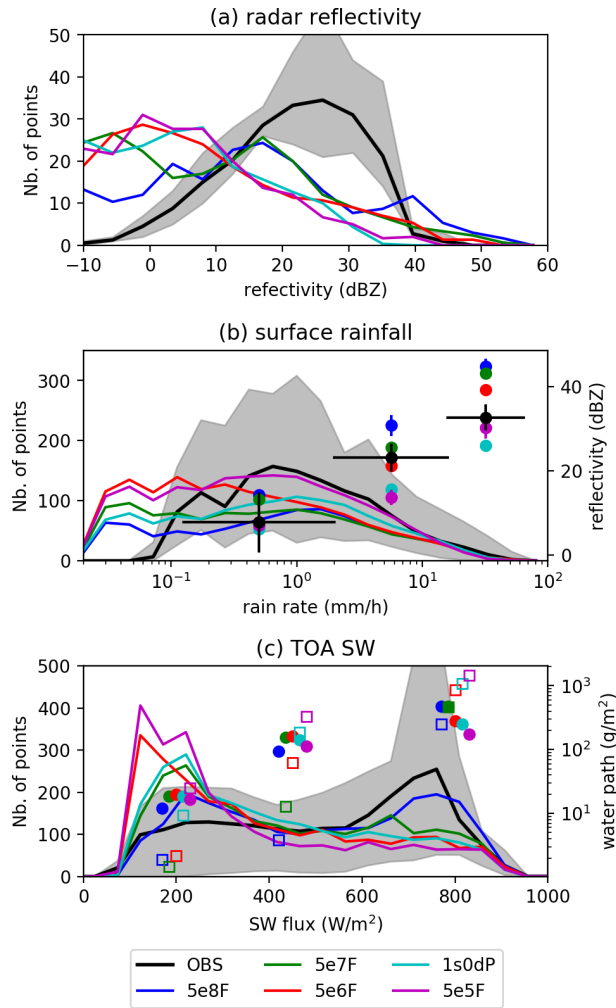 (a) radar reflectivity
50
40
30
20
10
0
Nb. of points
−10 0 10 20 30 40 50 60
refectivity (dBZ)
(b) surface rainfall
300
200
100
0
Nb. of points
40
20
0
reflectivity (dBZ)
10⁻¹ 10⁰ 10¹ 10²
rain rate (mm/h)
(c) TOA SW
500
400
300
200
100
0
Nb. of points
10³
10²
10¹
water path (g/m²)
0 200 400 600 800 1000
SW flux (W/m²)
OBS 5e7F 1s0dP
5e8F 5e6F 5e5F